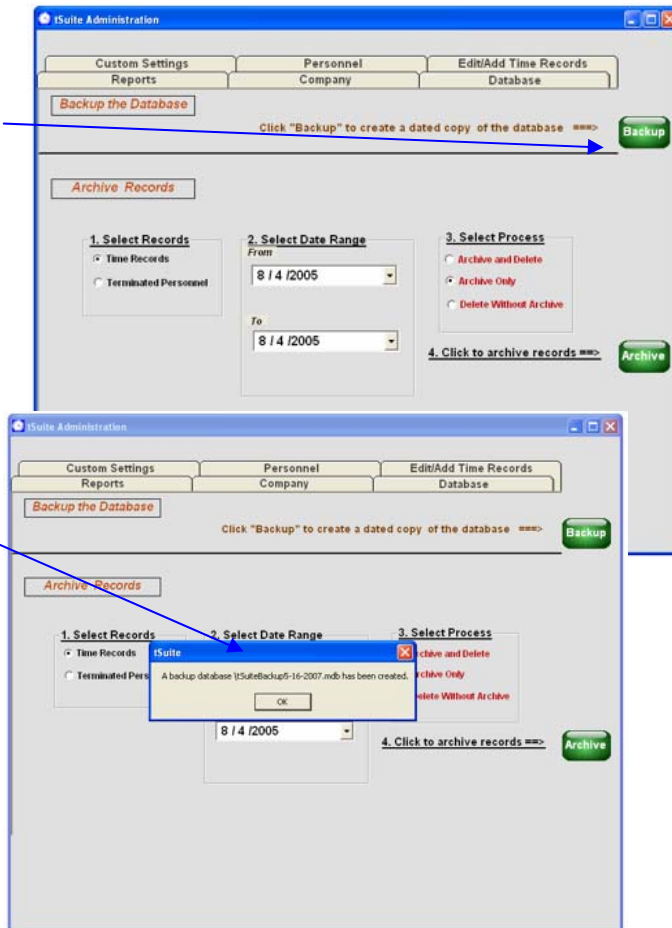 tSuite Administration
Custom Settings Personnel Edit/Add Time Records
Reports Company Database
Backup the Database
Click "Backup" to create a dated copy of the database ===> Backup
Archive Records
1. Select Records 2. Select Date Range 3. Select Process
From
Time Records Archive and Delete
8 / 4 /2005
Terminated Personnel Archive Only
Delete Without Archive
To
8 / 4 /2005
4. Click to archive records ==> Archive
tSuite Administration
Custom Settings Personnel Edit/Add Time Records
Reports Company Database
Backup the Database
Click "Backup" to create a dated copy of the database ===> Backup
Archive Records
1. Select Records 2. Select Date Range 3. Select Process
Time Records tSuite rchive and Delete
A backup database \tSuiteBackup5-16-2007.mdb has been created.
Terminated Pers rchive Only
OK elete Without Archive
8 / 4 /2005
4. Click to archive records ==> Archive